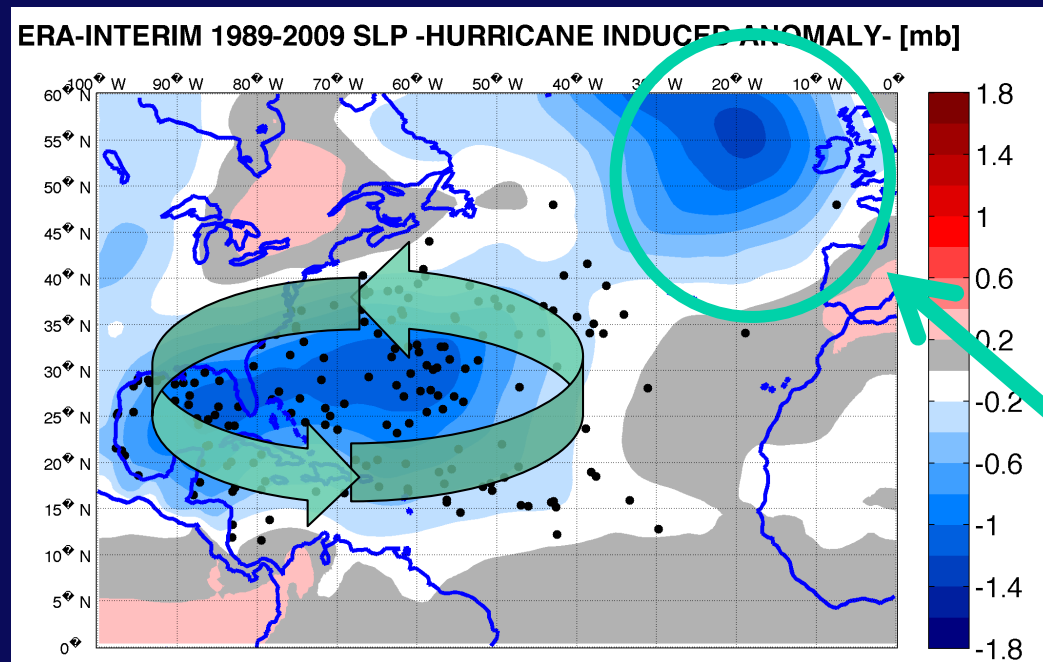 ERA-INTERIM 1989-2009 SLP -HURRICANE INDUCED ANOMALY- [mb]
100� W 90� W 80� W 70� W 60� W 50� W 40� W 30� W 20� W 10� W 0�
60� N
55� N
50� N
45� N
40� N
35� N
30� N
25� N
20� N
15� N
10� N
5� N
0�
1.8
1.4
1
0.6
0.2
-0.2
-0.6
-1
-1.4
-1.8